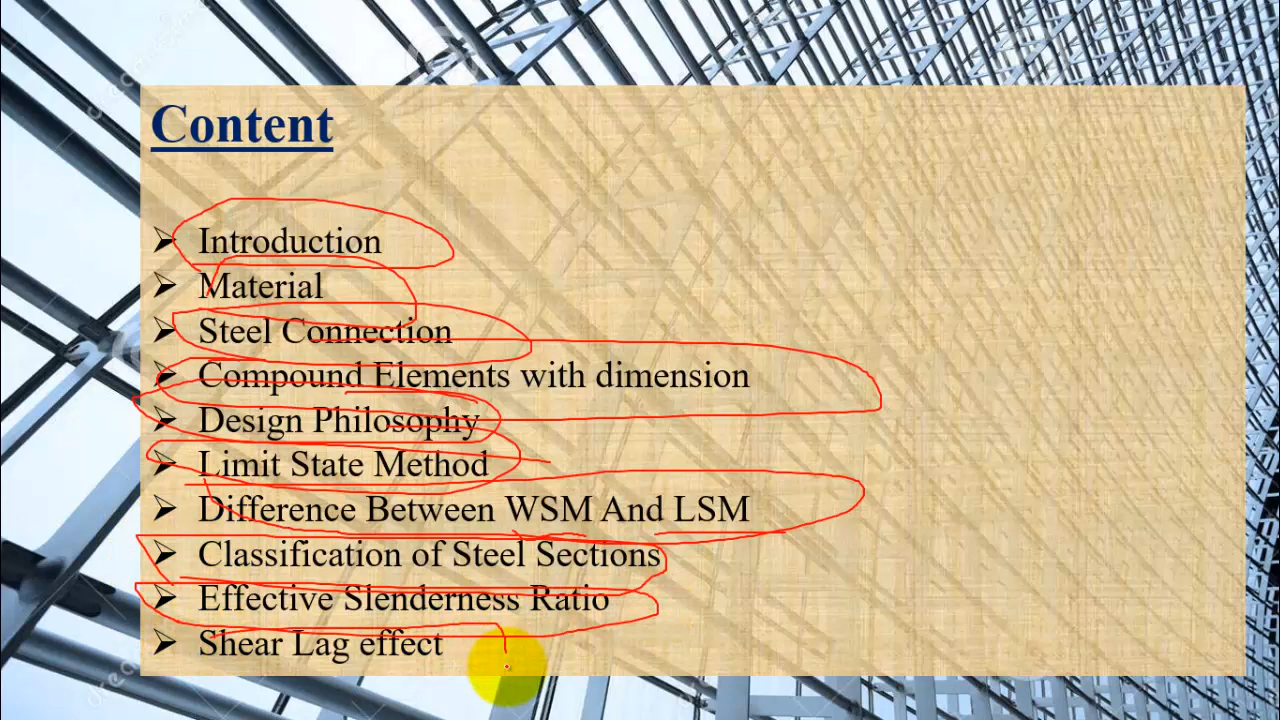 Content
Introduction
Material
Steel Connection
Compound Elements with dimension
Design Philosophy
Limit State Method
Difference Between WSM And LSM
Classification of Steel Sections
Effective Slenderness Ratio
Shear Lag effect